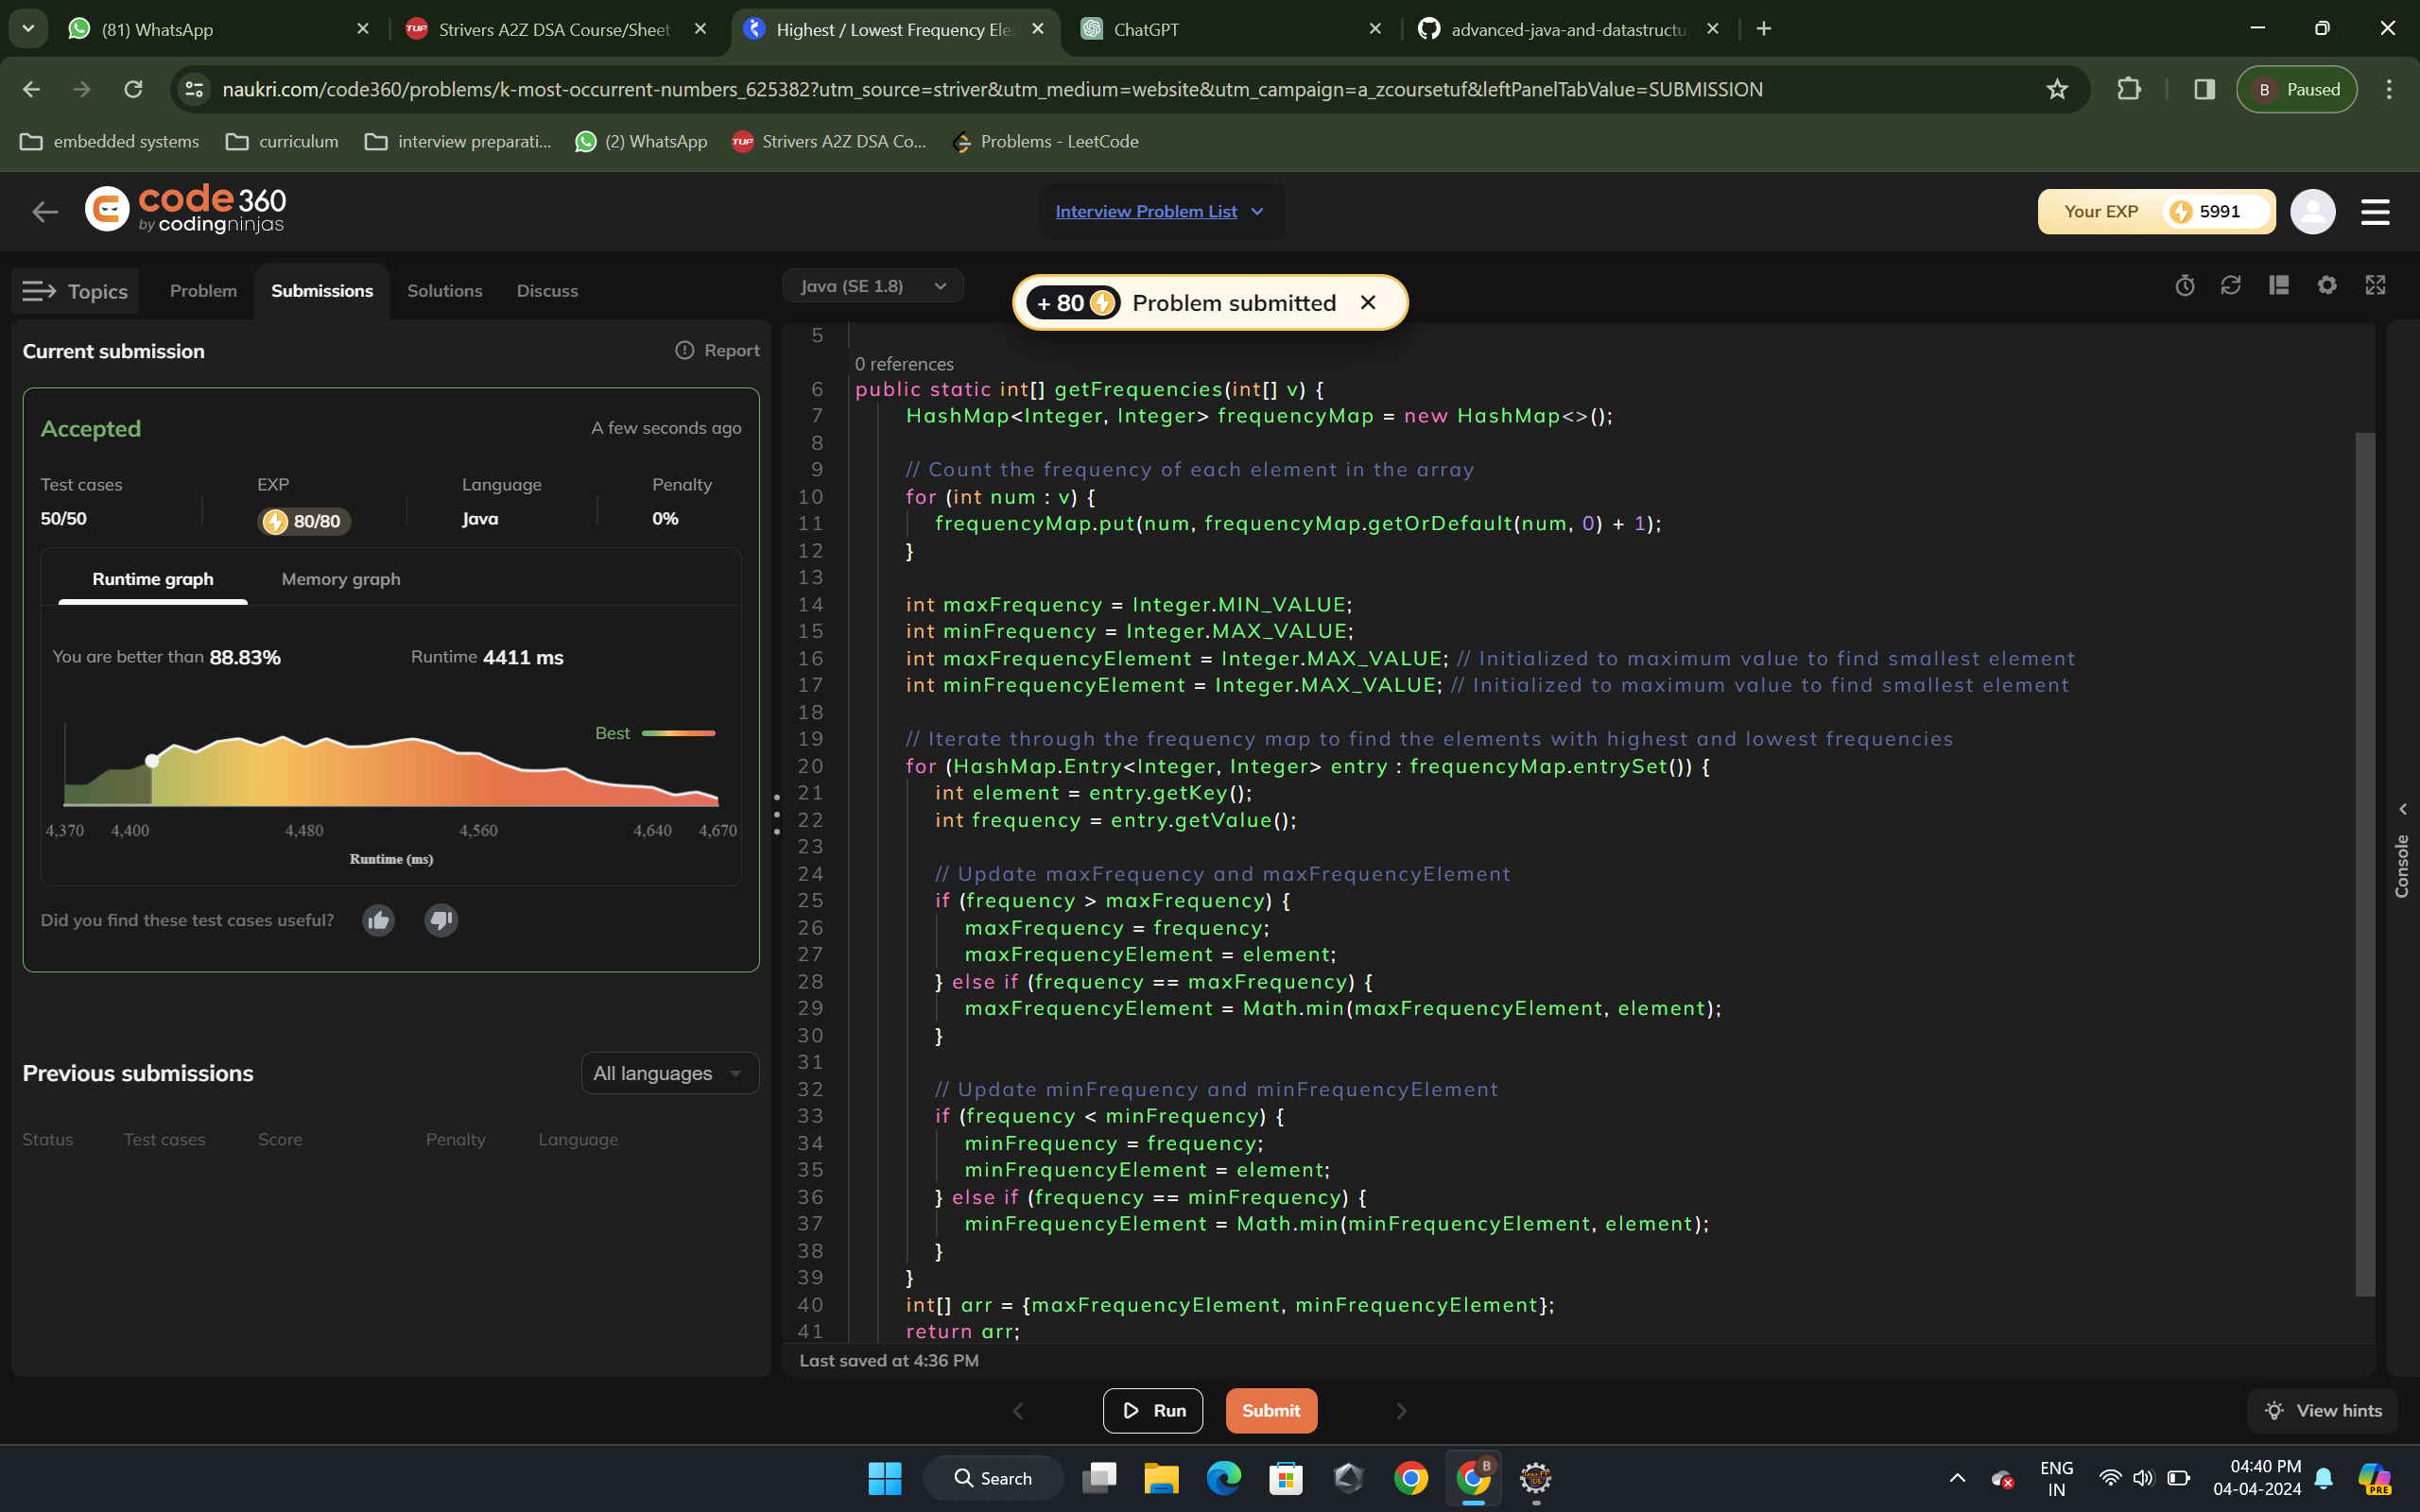 (81) WhatsApp
Strivers A2Z DSA Course/Sheet
Highest / Lowest Frequency Ele
ChatGPT
advanced-java-and-datastructu
naukri.com/code360/problems/k-most-occurrent-numbers_625382?utm_source=striver&utm_medium=website&utm_campaign=a_zcoursetuf&leftPanelTabValue=SUBMISSION
B Paused
embedded systems
curriculum
interview preparati...
(2) WhatsApp
Strivers A2Z DSA Co...
Problems - LeetCode
code 360
by codingninjas
Interview Problem List
Your EXP 5991
Topics
Problem
Submissions
Solutions
Discuss
Java (SE 1.8)
+ 80 Problem submitted
Current submission
Report
Accepted
A few seconds ago
Test cases EXP Language Penalty
50/50 80/80 Java 0%
Runtime graph Memory graph
You are better than 88.83% Runtime 4411 ms
Best
4,370 4,400 4,480 4,560 4,640 4,670
Runtime (ms)
Did you find these test cases useful?
Previous submissions
All languages
Status Test cases Score Penalty Language
5
0 references
6 public static int[] getFrequencies(int[] v) {
7 HashMap<Integer, Integer> frequencyMap = new HashMap<>();
8
9 // Count the frequency of each element in the array
10 for (int num : v) {
11 frequencyMap.put(num, frequencyMap.getOrDefault(num, 0) + 1);
12 }
13
14 int maxFrequency = Integer.MIN_VALUE;
15 int minFrequency = Integer.MAX_VALUE;
16 int maxFrequencyElement = Integer.MAX_VALUE; // Initialized to maximum value to find smallest element
17 int minFrequencyElement = Integer.MAX_VALUE; // Initialized to maximum value to find smallest element
18
19 // Iterate through the frequency map to find the elements with highest and lowest frequencies
20 for (HashMap.Entry<Integer, Integer> entry : frequencyMap.entrySet()) {
21 int element = entry.getKey();
22 int frequency = entry.getValue();
23
24 // Update maxFrequency and maxFrequencyElement
25 if (frequency > maxFrequency) {
26 maxFrequency = frequency;
27 maxFrequencyElement = element;
28 } else if (frequency == maxFrequency) {
29 maxFrequencyElement = Math.min(maxFrequencyElement, element);
30 }
31
32 // Update minFrequency and minFrequencyElement
33 if (frequency < minFrequency) {
34 minFrequency = frequency;
35 minFrequencyElement = element;
36 } else if (frequency == minFrequency) {
37 minFrequencyElement = Math.min(minFrequencyElement, element);
38 }
39 }
40 int[] arr = {maxFrequencyElement, minFrequencyElement};
41 return arr;
Console
Last saved at 4:36 PM
Run
Submit
View hints
Search
B
ENG
IN
04:40 PM
04-04-2024
PRE